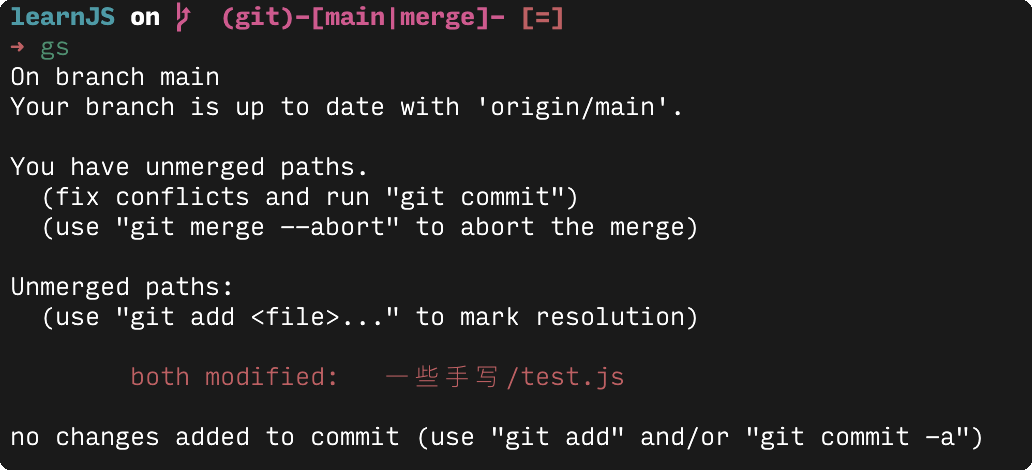 learnJS on (git)-[main|merge]- [=]
→ gs
On branch main
Your branch is up to date with 'origin/main'.
You have unmerged paths.
(fix conflicts and run "git commit")
(use "git merge --abort" to abort the merge)
Unmerged paths:
(use "git add <file>..." to mark resolution)
both modified: 一些手写/test.js
no changes added to commit (use "git add" and/or "git commit -a")